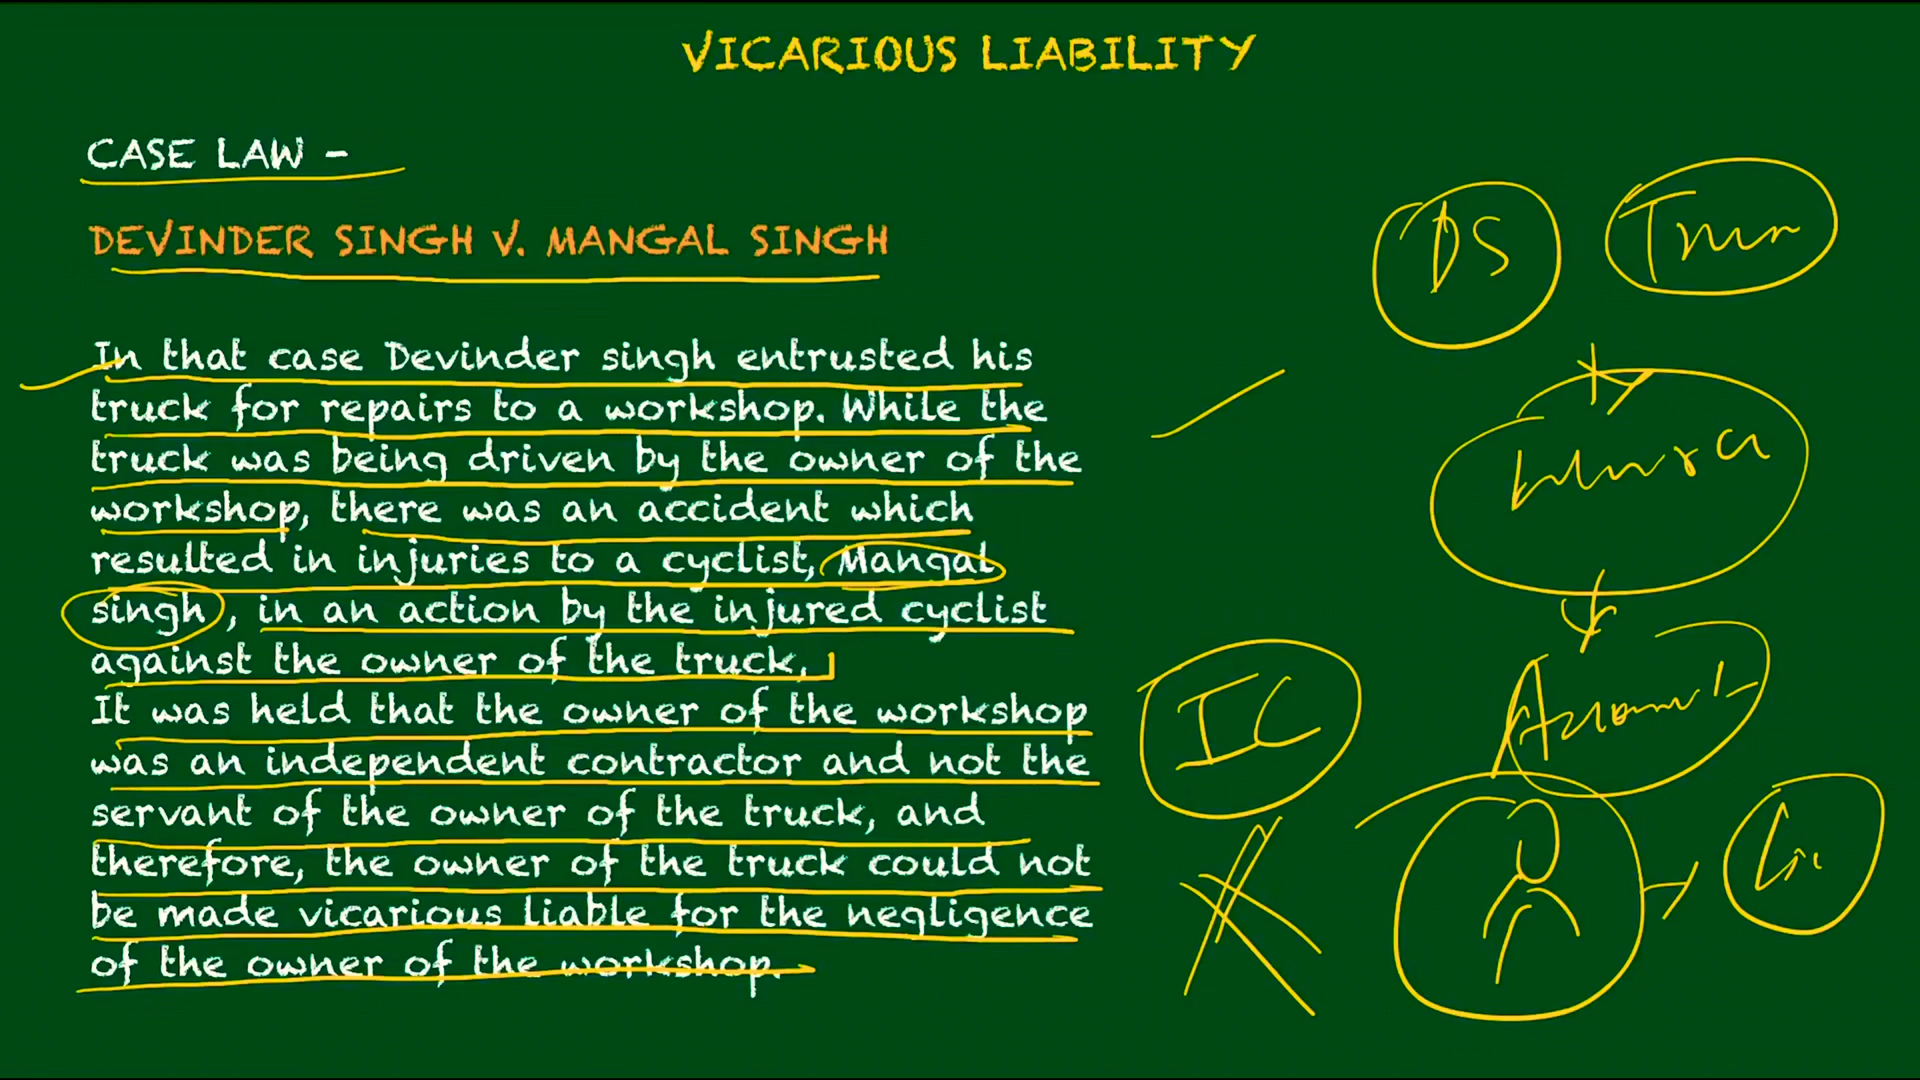 VICARIOUS LIABILITY
CASE LAW -
DEVINDER SINGH V. MANGAL SINGH
In that case Devinder singh entrusted his
truck for repairs to a workshop. While the
truck was being driven by the owner of the
workshop, there was an accident which
resulted in injuries to a cyclist, Mangal
singh, in an action by the injured cyclist
against the owner of the truck,
It was held that the owner of the workshop
was an independent contractor and not the
servant of the owner of the truck, and
therefore, the owner of the truck could not
be made vicarious liable for the negligence
of the owner of the workshop.
DS
IC